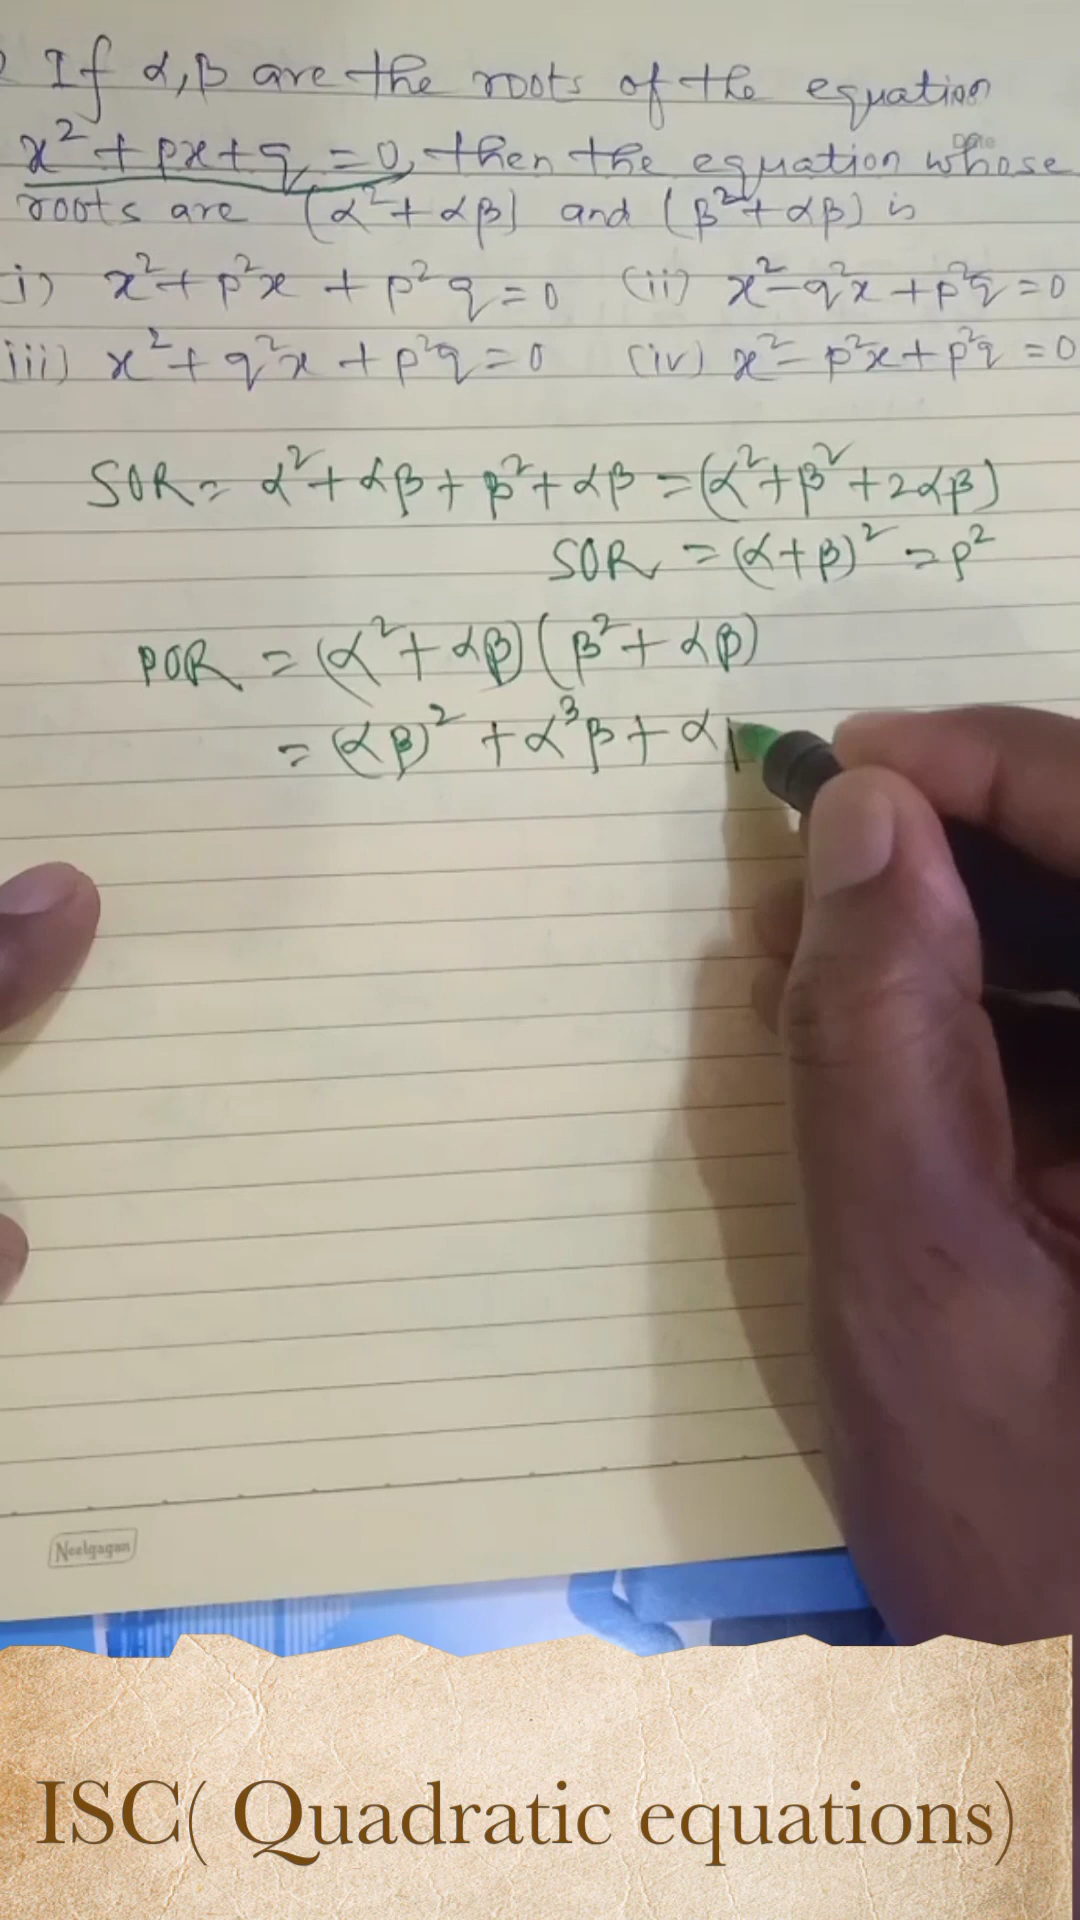 If α, β are the roots of the equation
x² + px + q = 0, then the equation whose
roots are (α² + αβ) and (β² + αβ) is
i) x² + p²x + p²q = 0 (ii) x² - q²x + p²q = 0
iii) x² + q²x + p²q = 0 (iv) x² - p²x + p²q = 0
SOR = α² + αβ + β² + αβ = (α² + β² + 2αβ)
SOR = (α + β)² = p²
POR = (α² + αβ)(β² + αβ)
= (αβ)² + α³β + α
Neelgagan
ISC( Quadratic equations)